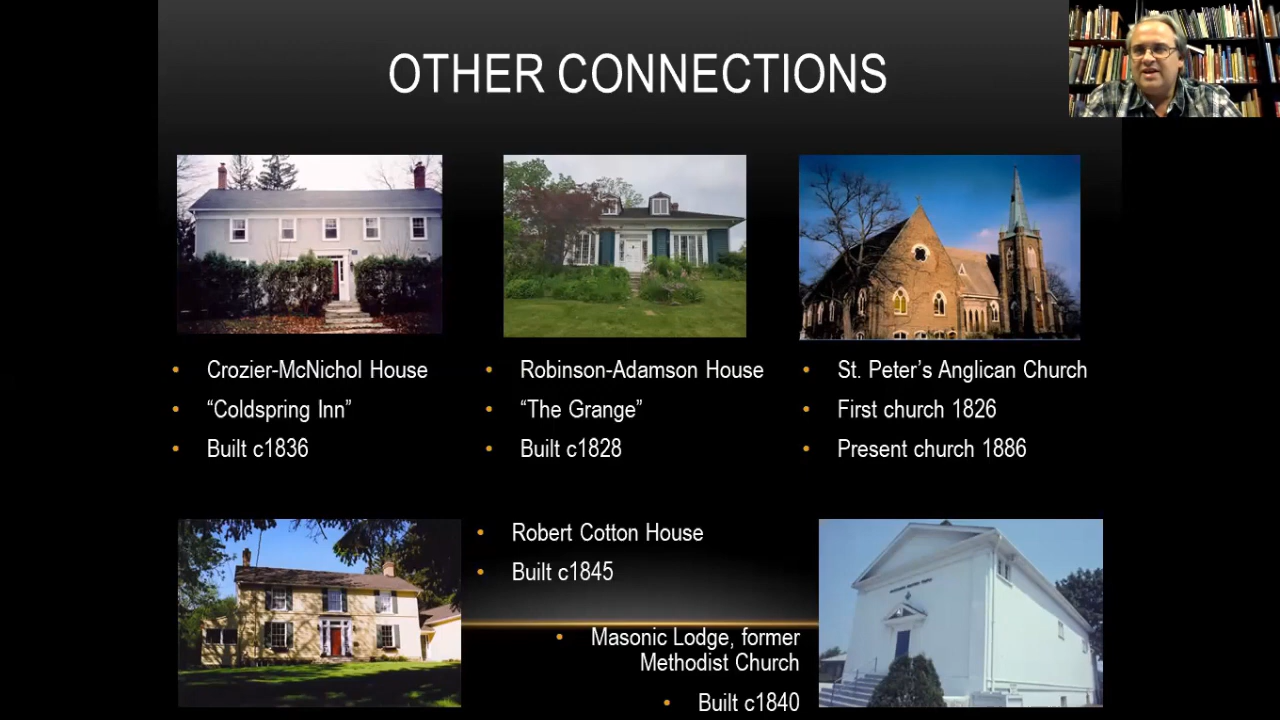 OTHER CONNECTIONS
• Crozier-McNichol House
• “Coldspring Inn”
• Built c1836
• Robinson-Adamson House
• “The Grange”
• Built c1828
• St. Peter’s Anglican Church
• First church 1826
• Present church 1886
• Robert Cotton House
• Built c1845
• Masonic Lodge, former
Methodist Church
• Built c1840